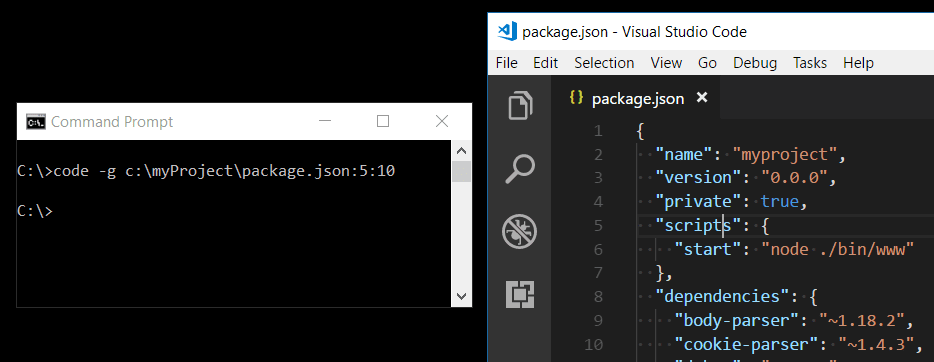 Command Prompt
C:\>code -g c:\myProject\package.json:5:10
C:\>
package.json - Visual Studio Code
File Edit Selection View Go Debug Tasks Help
{} package.json ×
1 {
2 "name": "myproject",
3 "version": "0.0.0",
4 "private": true,
5 "scripts": {
6 "start": "node ./bin/www"
7 },
8 "dependencies": {
9 "body-parser": "~1.18.2",
10 "cookie-parser": "~1.4.3",